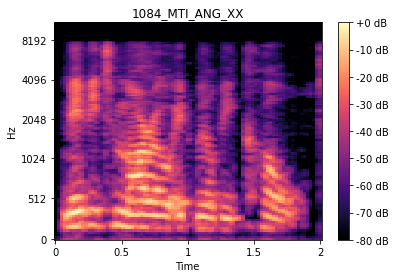 1084_MTI_ANG_XX
+0 dB
8192
-10 dB
4096
-20 dB
-30 dB
2048
Hz
-40 dB
1024
-50 dB
512
-60 dB
-70 dB
0
-80 dB
0
0.5
1
1.5
2
Time